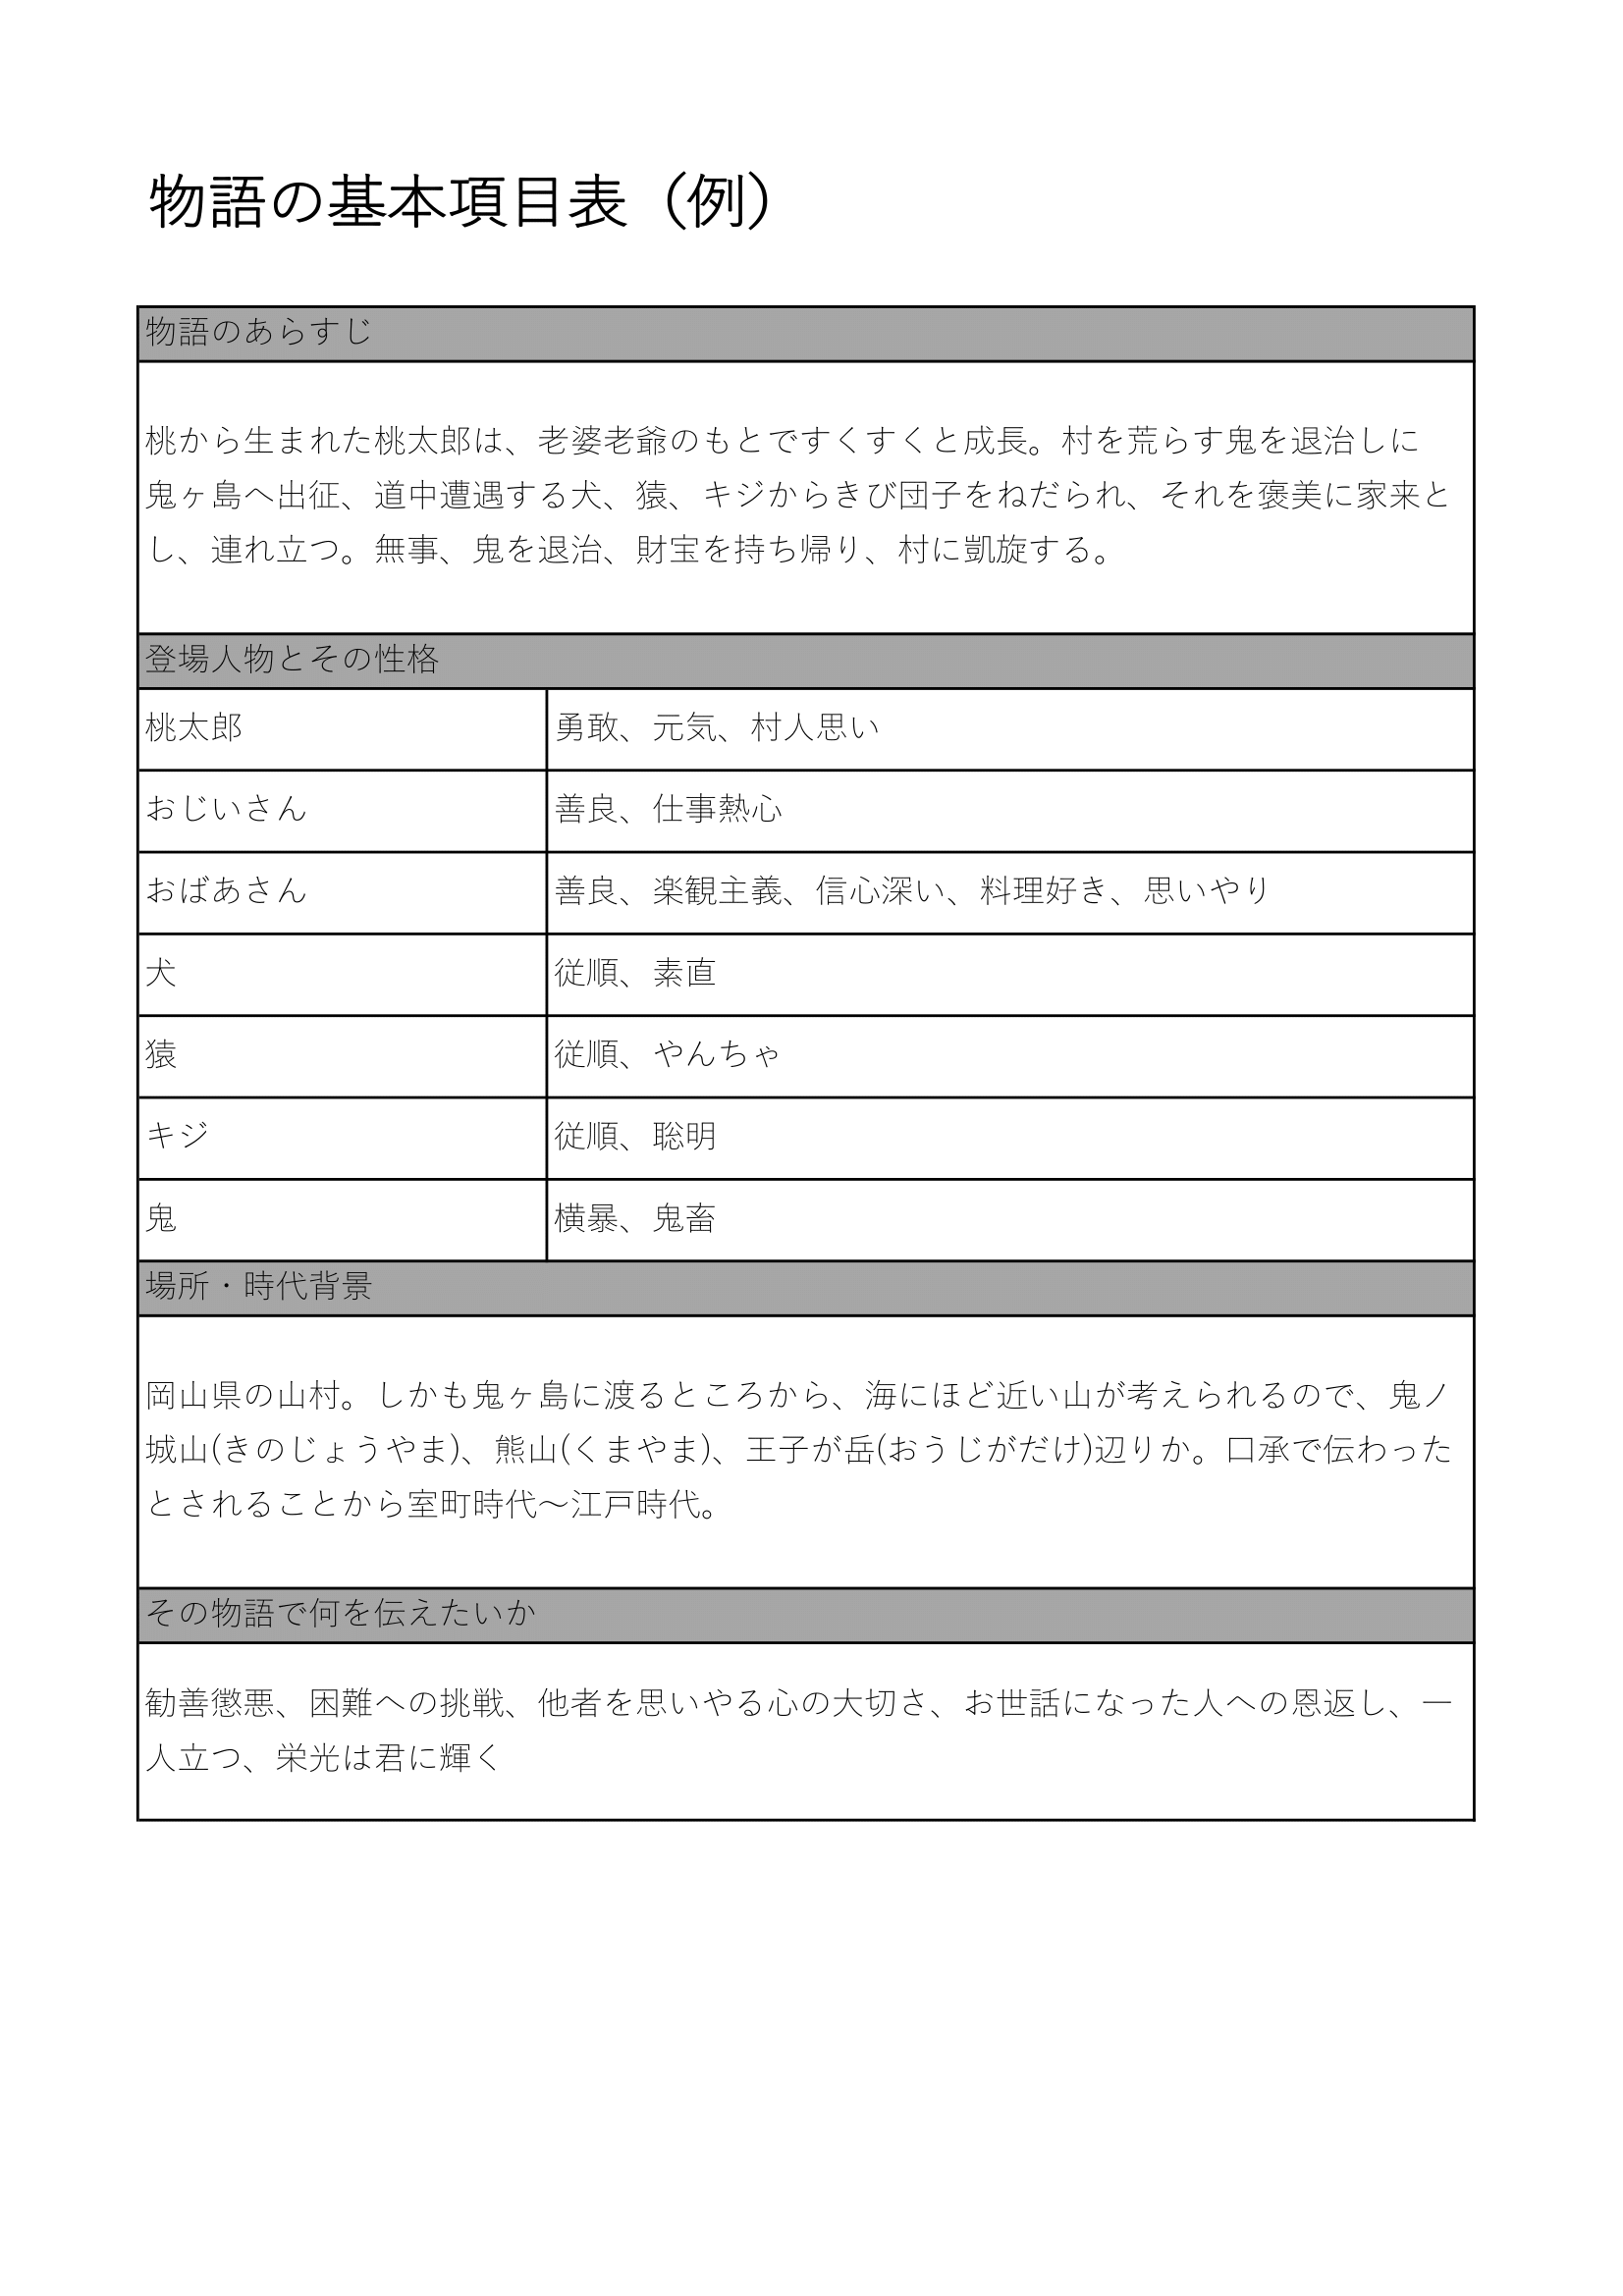 物語の基本項目表（例）
物語のあらすじ
桃から生まれた桃太郎は、老婆老爺のもとですくすくと成長。村を荒らす鬼を退治しに
鬼ヶ島へ出征、道中遭遇する犬、猿、キジからきび団子をねだられ、それを褒美に家来と
し、連れ立つ。無事、鬼を退治、財宝を持ち帰り、村に凱旋する。
登場人物とその性格
桃太郎 勇敢、元気、村人思い
おじいさん 善良、仕事熱心
おばあさん 善良、楽観主義、信心深い、料理好き、思いやり
犬 従順、素直
猿 従順、やんちゃ
キジ 従順、聡明
鬼 横暴、鬼畜
場所・時代背景
岡山県の山村。しかも鬼ヶ島に渡るところから、海にほど近い山が考えられるので、鬼ノ
城山(きのじょうやま)、熊山(くまやま)、王子が岳(おうじがだけ)辺りか。口承で伝わった
とされることから室町時代～江戸時代。
その物語で何を伝えたいか
勧善懲悪、困難への挑戦、他者を思いやる心の大切さ、お世話になった人への恩返し、一
人立つ、栄光は君に輝く